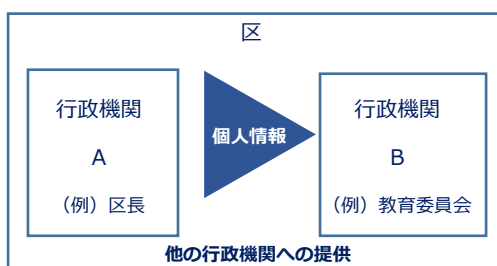 区
行政機関
A
（例）区長
個人情報
行政機関
B
（例）教育委員会
他の行政機関への提供